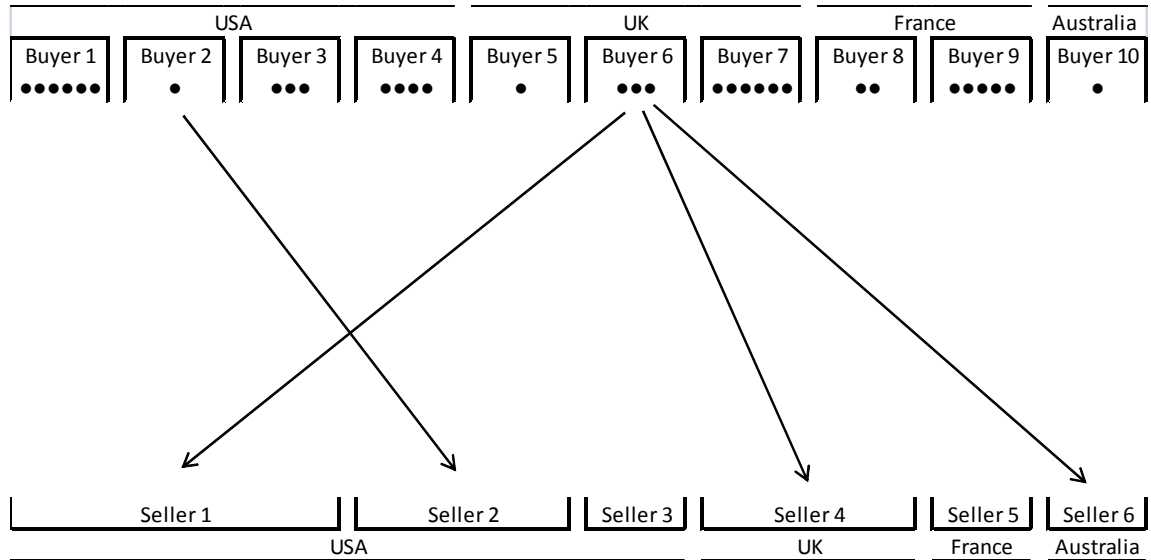 USA UK France Australia
Buyer 1 Buyer 2 Buyer 3 Buyer 4 Buyer 5 Buyer 6 Buyer 7 Buyer 8 Buyer 9 Buyer 10
Seller 1 Seller 2 Seller 3 Seller 4 Seller 5 Seller 6
USA UK France Australia